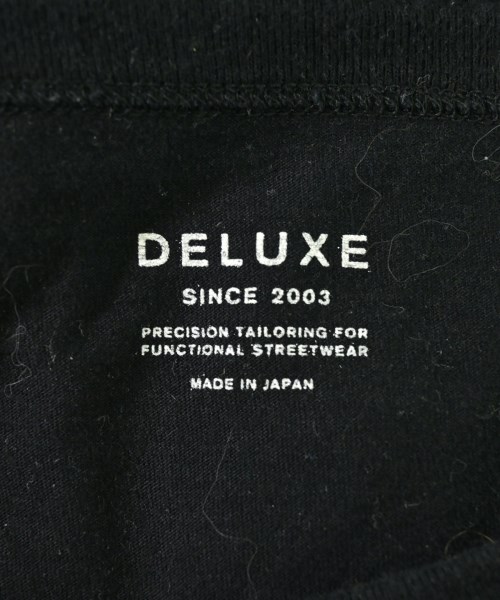 DELUXE
SINCE 2003
PRECISION TAILORING FOR
FUNCTIONAL STREETWEAR
MADE IN JAPAN